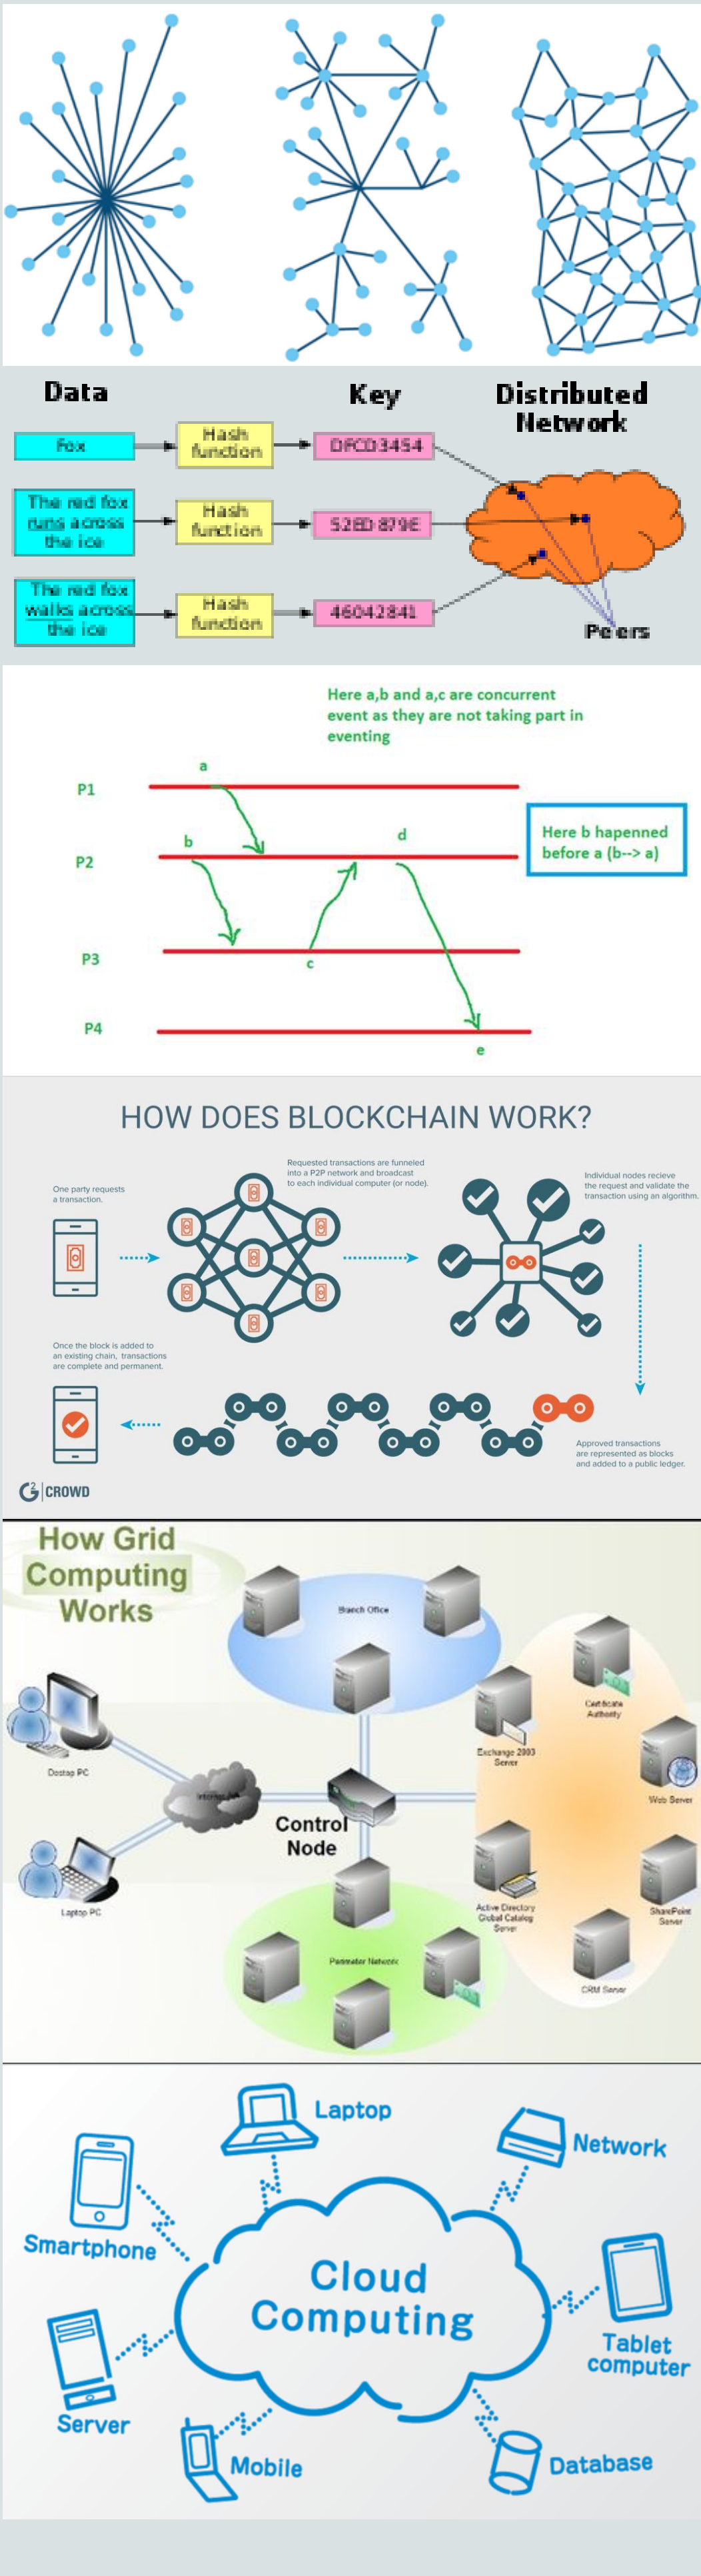 Data
Key
Distributed
Network
Fox
Hash
function
DFCD3454
The red fox
runs across
the ice
Hash
function
52ED879E
The red fox
walks across
the ice
Hash
function
46042841
Peers
Here a,b and a,c are concurrent
event as they are not taking part in
eventing
a
P1
b
d
Here b hapenned
before a (b--> a)
P2
P3
c
P4
e
HOW DOES BLOCKCHAIN WORK?
One party requests
a transaction.
Requested transactions are funneled
into a P2P network and broadcast
to each individual computer (or node).
Individual nodes recieve
the request and validate the
transaction using an algorithm.
Once the block is added to
an existing chain, transactions
are complete and permanent.
Approved transactions
are represented as blocks
and added to a public ledger.
G2 | CROWD
How Grid
Computing
Works
Branch Office
Certificate
Authority
Exchange 2003
Server
Dostop PC
Internet
Web Server
Control
Node
Laptop PC
Active Directory
Global Catalog
Server
SharePoint
Server
Perimeter Network
CRM Server
Laptop
Network
Smartphone
Cloud
Computing
Tablet
computer
Server
Mobile
Database